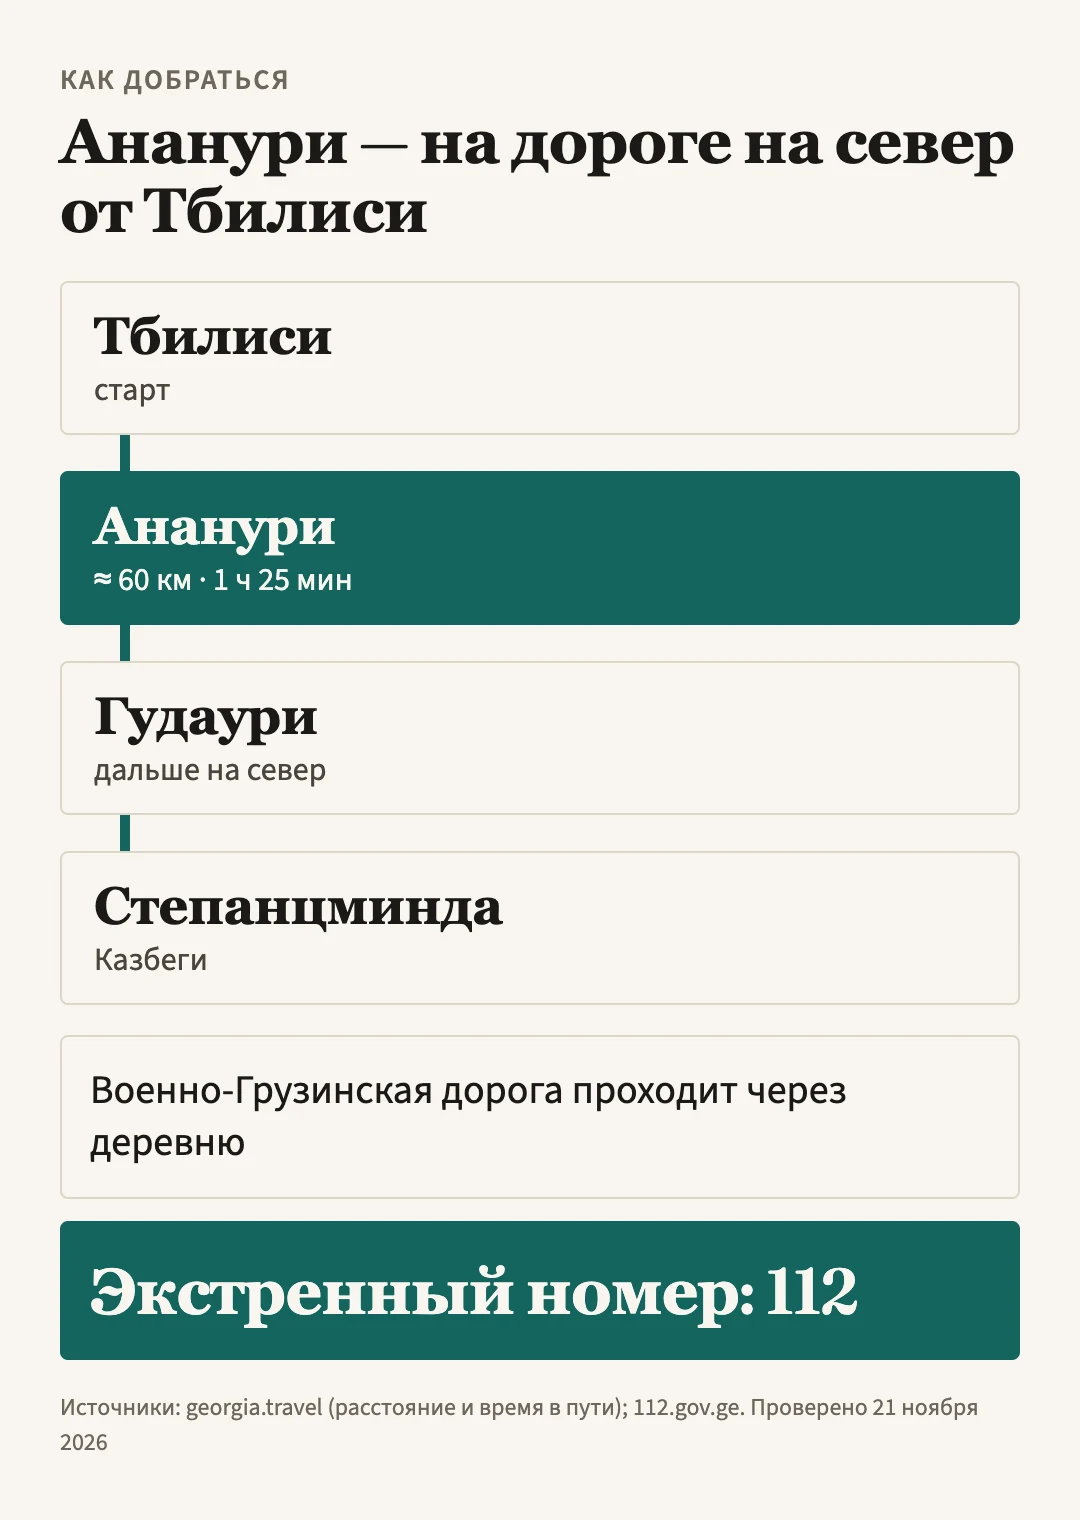 КАК ДОБРАТЬСЯ
Ананури — на дороге на север
от Тбилиси
Тбилиси
старт
Ананури
≈ 60 км · 1 ч 25 мин
Гудаури
дальше на север
Степанцминда
Казбеги
Военно-Грузинская дорога проходит через
деревню
Экстренный номер: 112
Источники: georgia.travel (расстояние и время в пути); 112.gov.ge. Проверено 21 ноября
2026